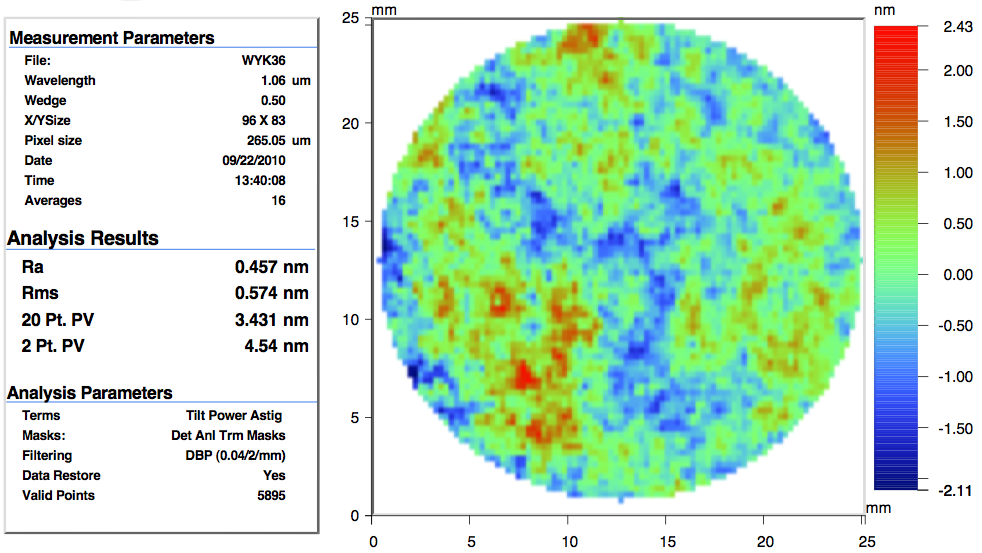 Measurement Parameters
File: WYK36
Wavelength 1.06 um
Wedge 0.50
X/YSize 96 X 83
Pixel size 265.05 um
Date 09/22/2010
Time 13:40:08
Averages 16
Analysis Results
Ra 0.457 nm
Rms 0.574 nm
20 Pt. PV 3.431 nm
2 Pt. PV 4.54 nm
Analysis Parameters
Terms Tilt Power Astig
Masks: Det Anl Trm Masks
Filtering DBP (0.04/2/mm)
Data Restore Yes
Valid Points 5895
mm
25
20
15
10
5
0
0 5 10 15 20 25
mm
nm
2.43
2.00
1.50
1.00
0.50
0.00
-0.50
-1.00
-1.50
-2.11